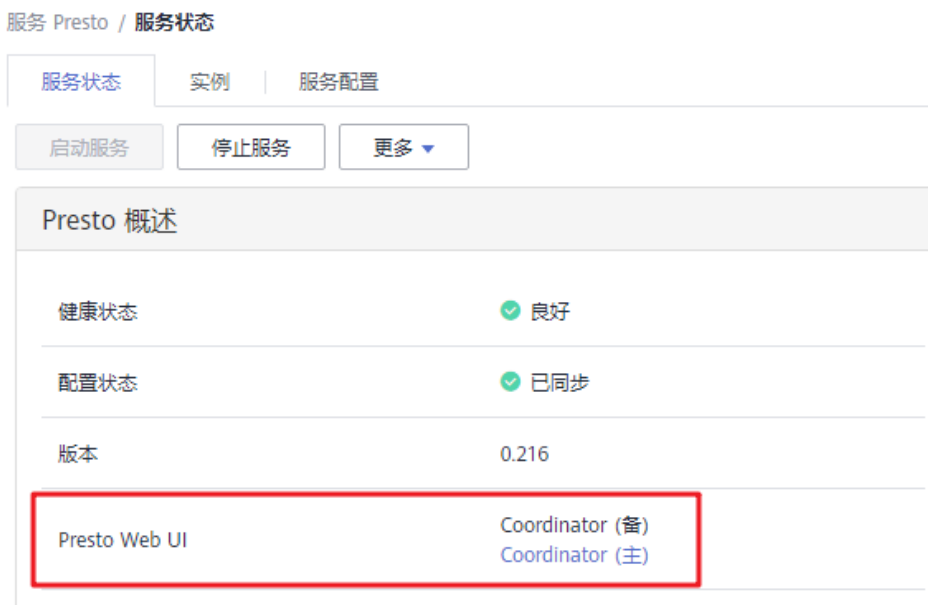 服务 Presto / 服务状态
服务状态 实例 服务配置
启动服务 停止服务 更多
Presto 概述
健康状态 良好
配置状态 已同步
版本 0.216
Presto Web UI
Coordinator (备)
Coordinator (主)